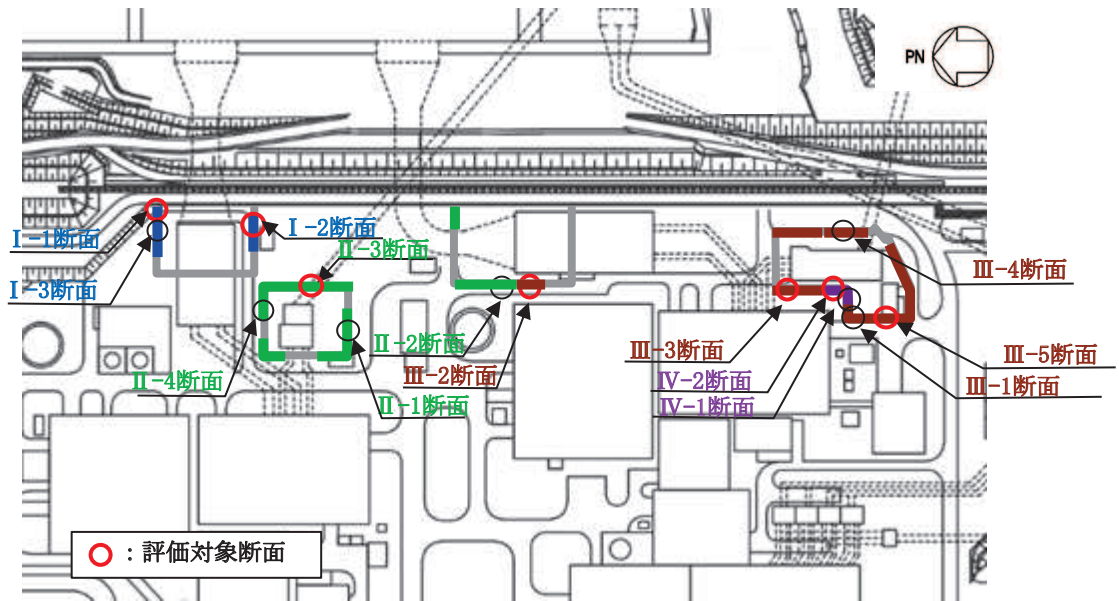 PN
Ⅰ-1断面
Ⅰ-2断面
Ⅱ-3断面
Ⅰ-3断面
Ⅲ-4断面
Ⅱ-2断面
Ⅲ-3断面
Ⅲ-5断面
Ⅱ-4断面
Ⅲ-2断面
Ⅳ-2断面
Ⅲ-1断面
Ⅱ-1断面
Ⅳ-1断面
：評価対象断面